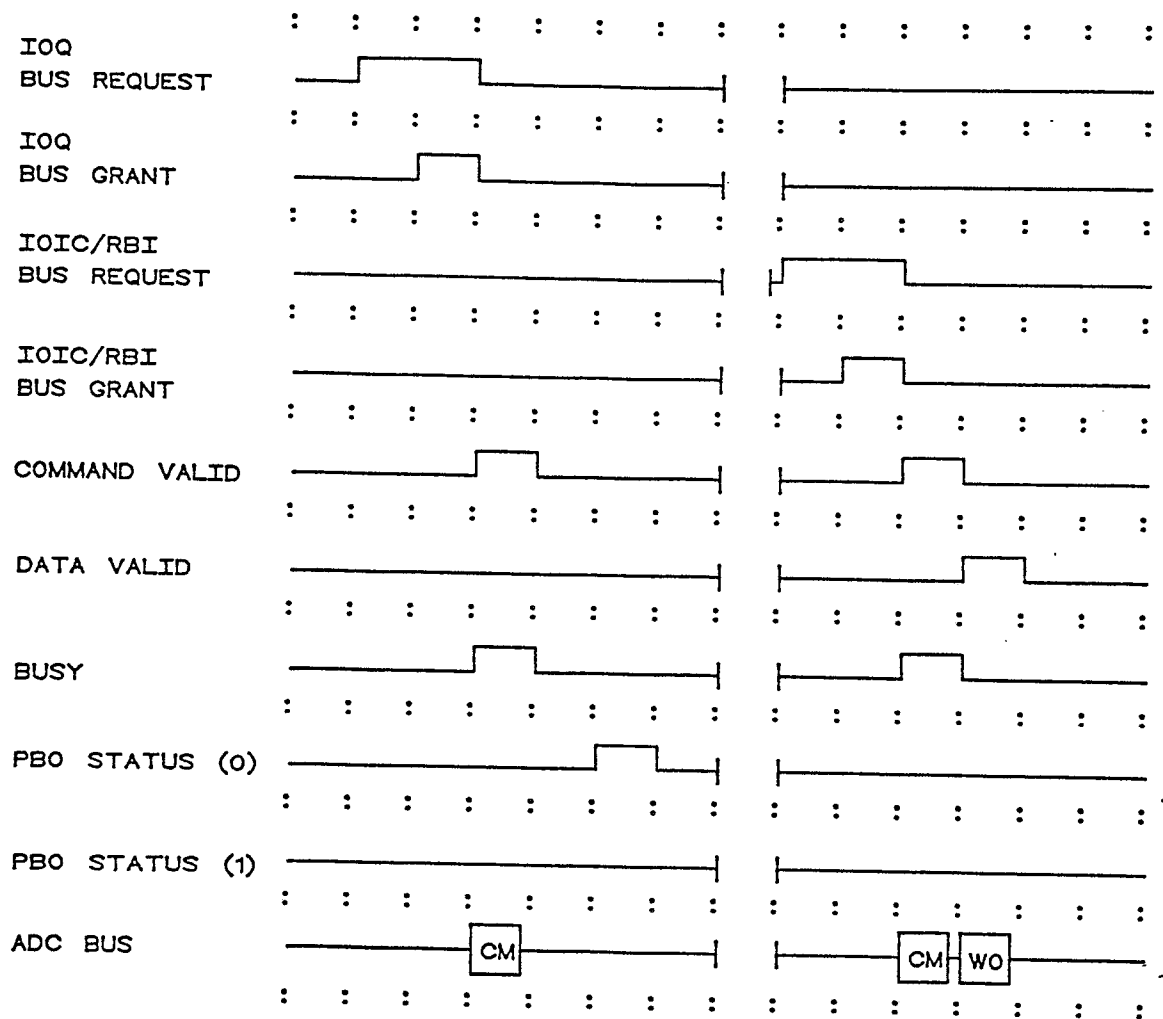 IOQ
BUS REQUEST
IOQ
BUS GRANT
IOIC/RBI
BUS REQUEST
IOIC/RBI
BUS GRANT
COMMAND VALID
DATA VALID
BUSY
PBO STATUS (0)
PBO STATUS (1)
ADC BUS
CM
CM
WO